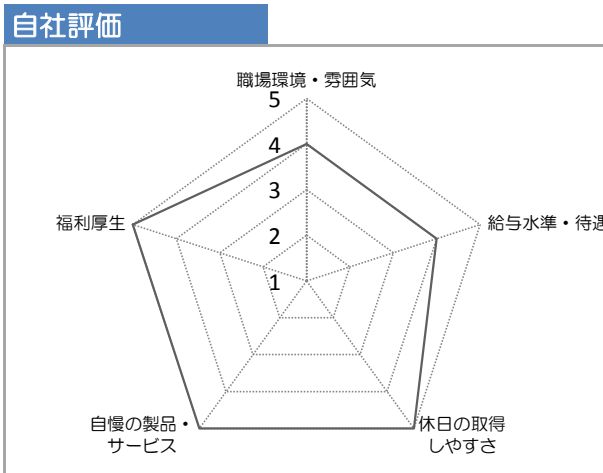 自社評価
職場環境・雰囲気
5
4
3
2
1
給与水準・待遇
福利厚生
自慢の製品・
サービス
休日の取得
しやすさ